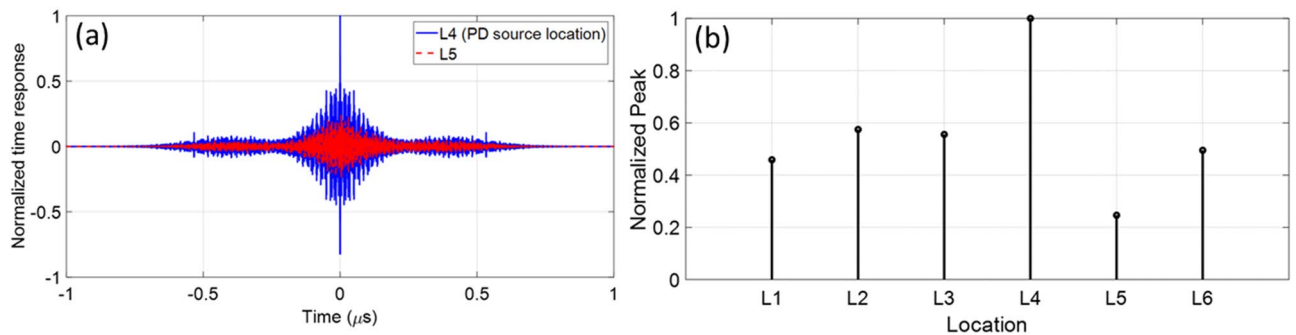 (a)
L4 (PD source location)
L5
Normalized time response
1
0.5
0
-0.5
-1
-1
-0.5
0
0.5
1
Time (μs)
(b)
Normalized Peak
1
0.8
0.6
0.4
0.2
0
L1
L2
L3
L4
L5
L6
Location